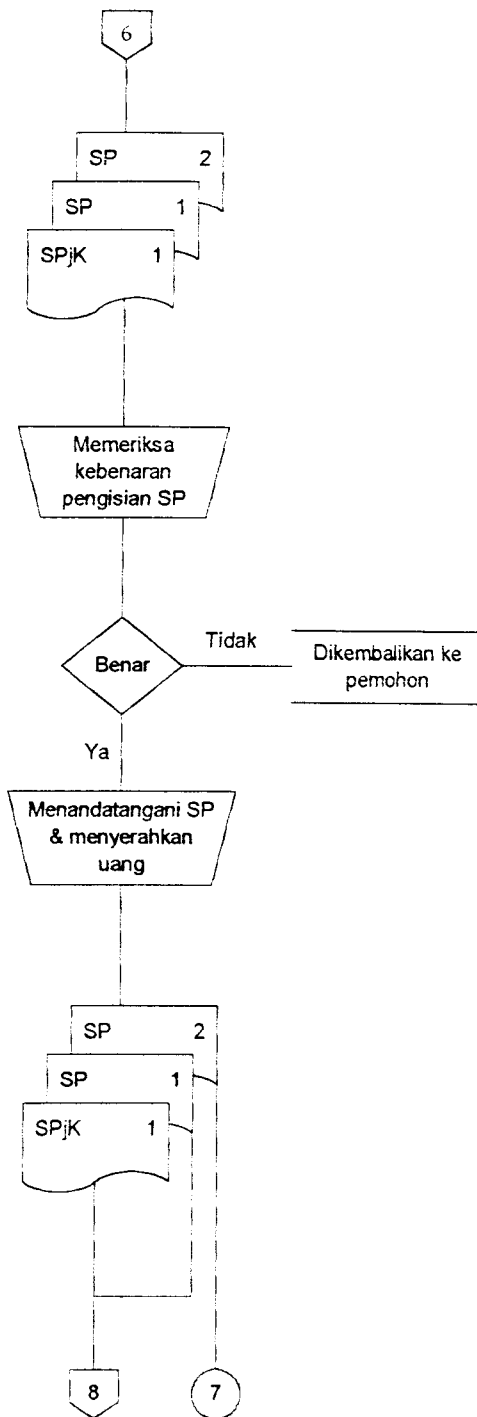 6
SP 2
SP 1
SPjK 1
Memeriksa
kebenaran
pengisian SP
Benar
Tidak
Dikembalikan ke
pemohon
Ya
Menandatangani SP
& menyerahkan
uang
SP 2
SP 1
SPjK 1
8
7